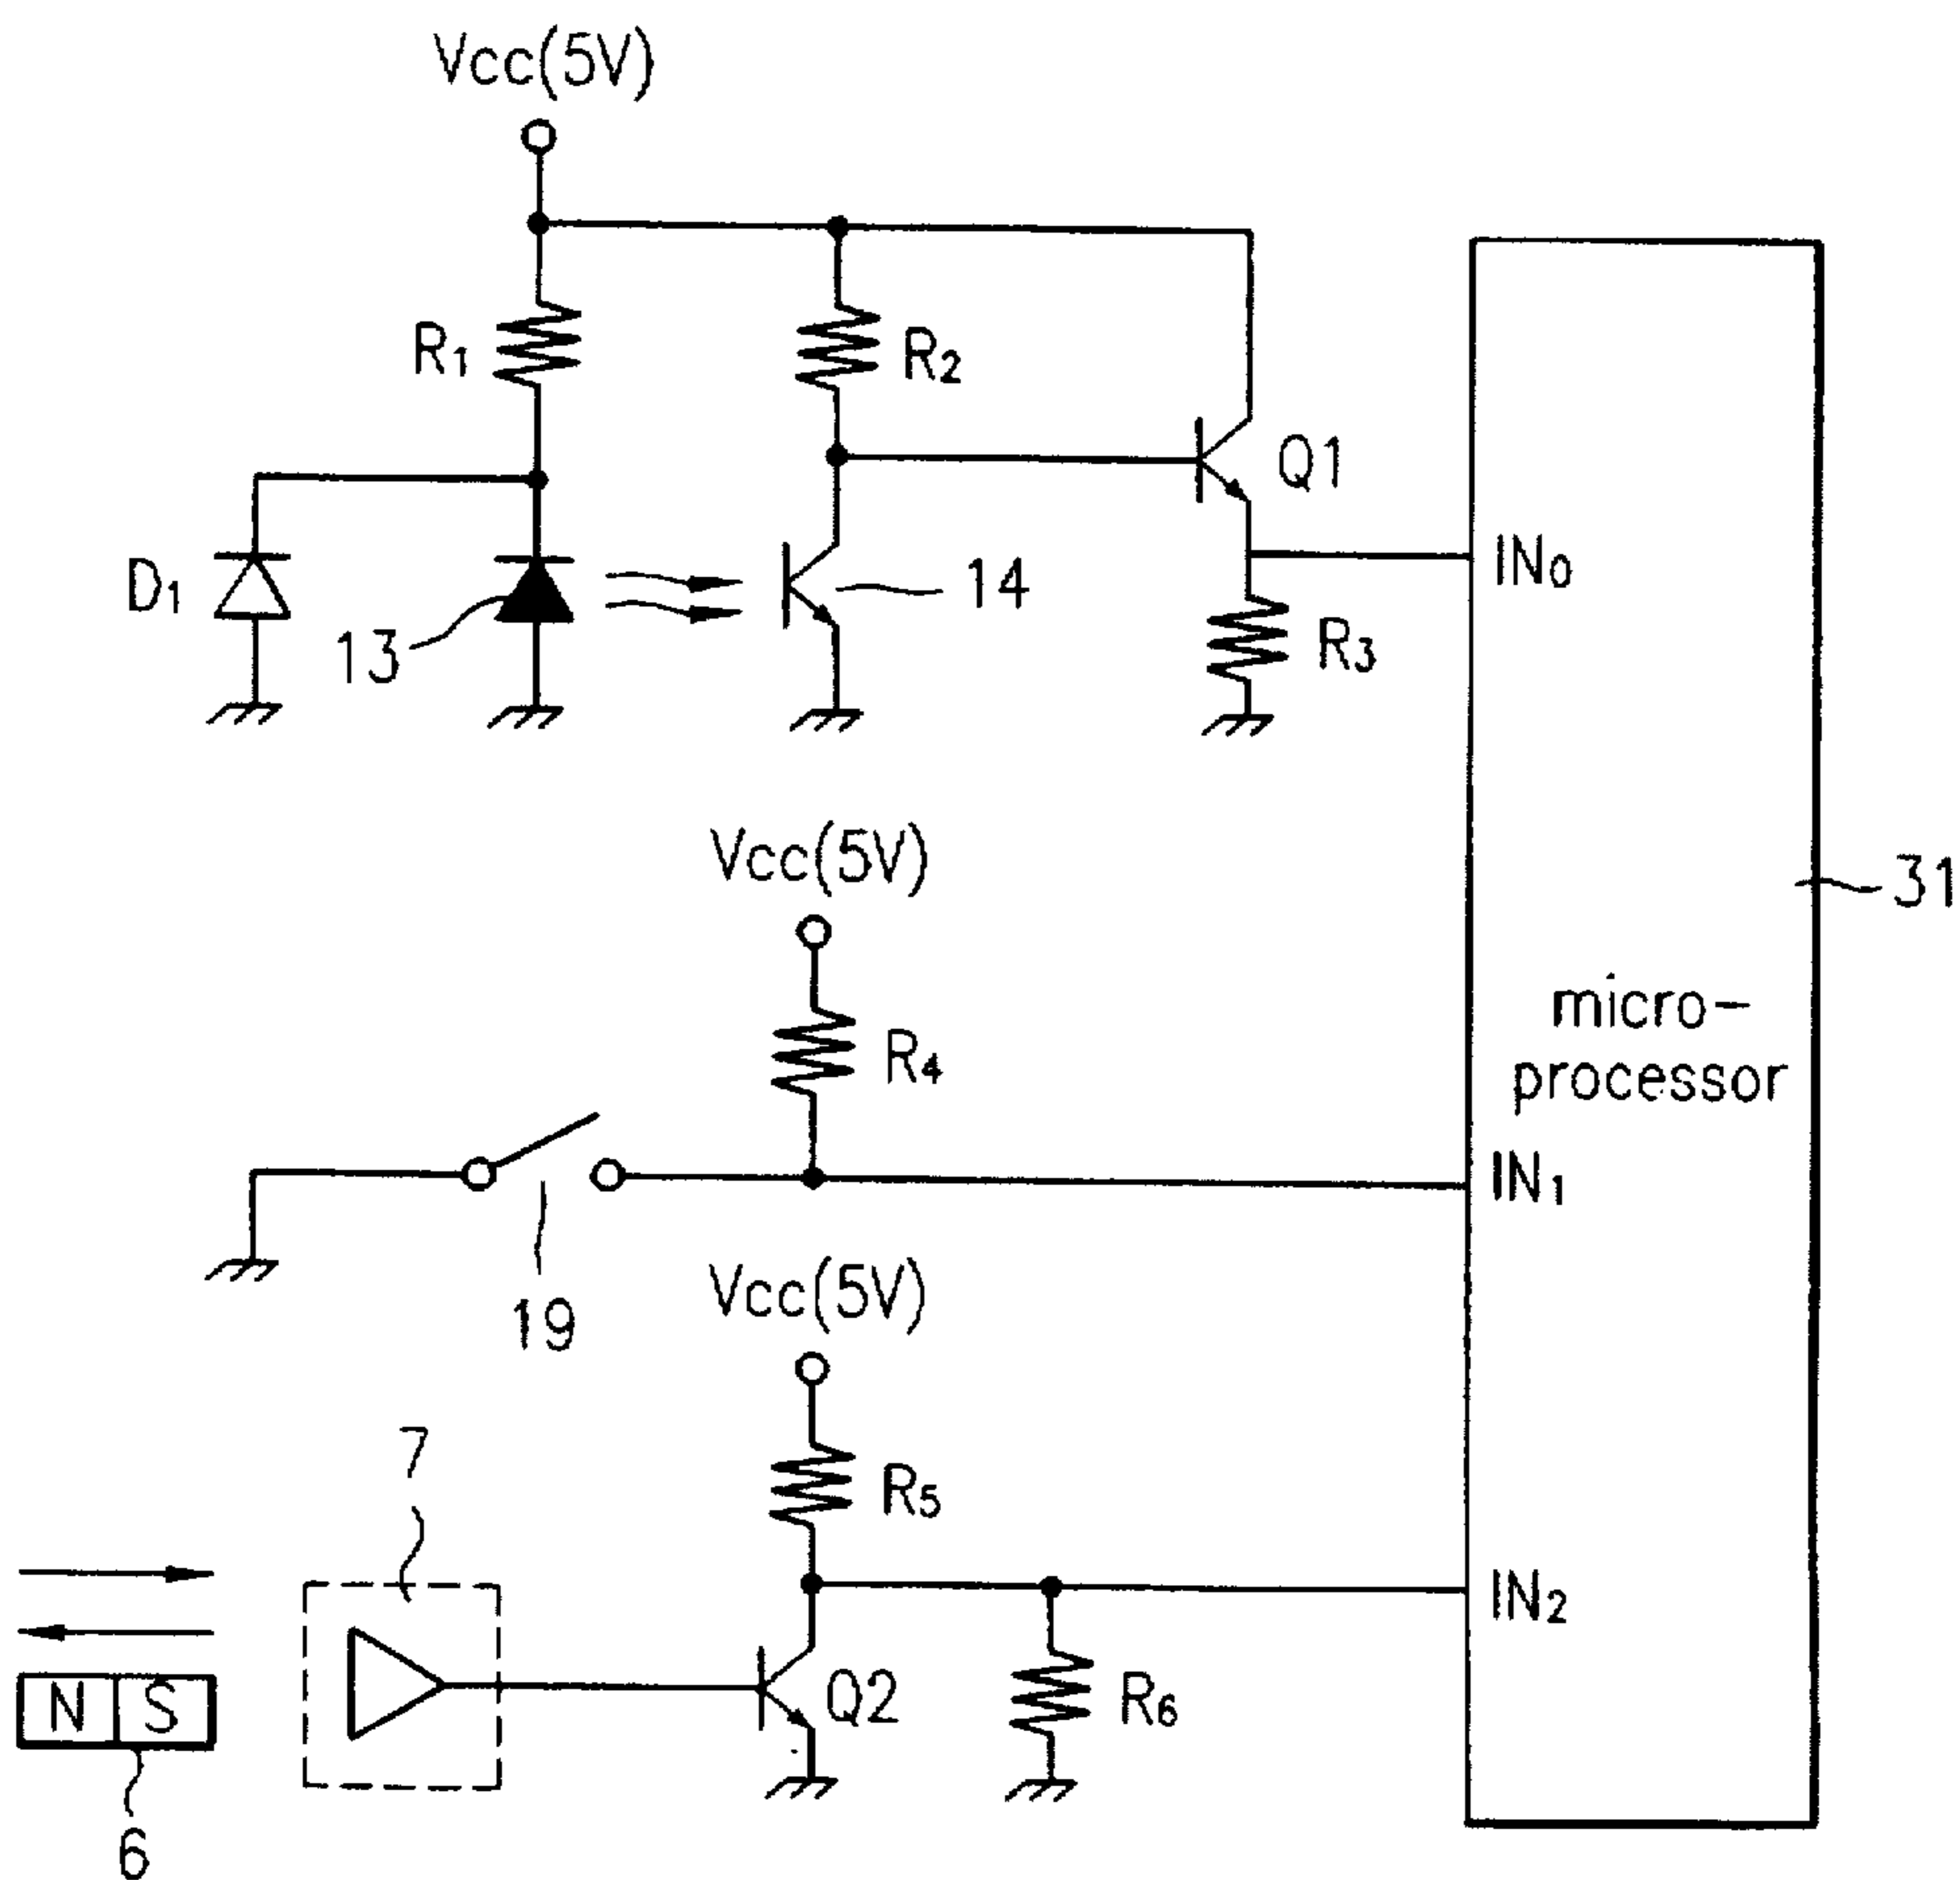 Vcc(5V)
R1
R2
Q1
D1
13
14
IN0
R3
Vcc(5V)
31
R4
micro-
processor
IN1
19
Vcc(5V)
7
R5
IN2
N S
Q2
R6
6